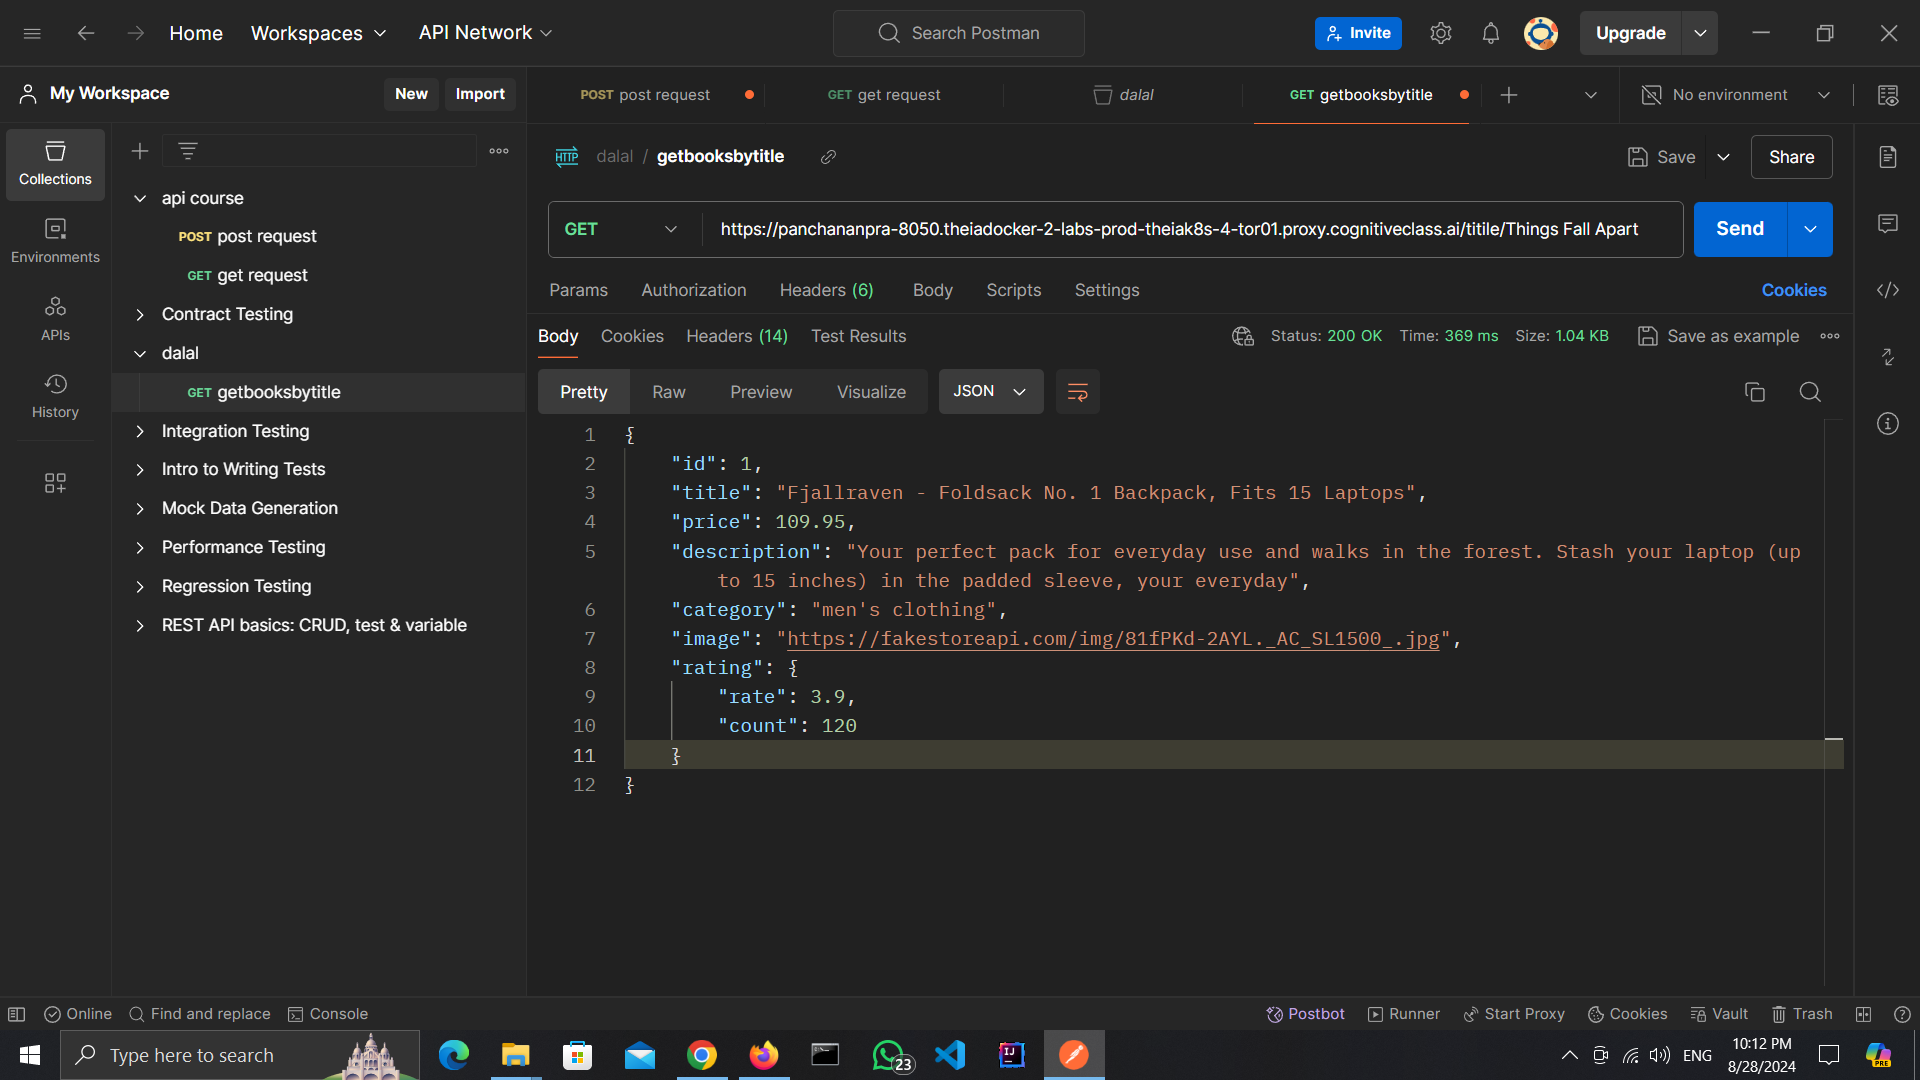 Home
Workspaces
API Network
Search Postman
Invite
Upgrade
My Workspace
New
Import
POST post request
GET get request
dalal
GET getbooksbytitle
No environment
Collections
Environments
APIs
History
api course
POST post request
GET get request
Contract Testing
dalal
GET getbooksbytitle
Integration Testing
Intro to Writing Tests
Mock Data Generation
Performance Testing
Regression Testing
REST API basics: CRUD, test & variable
HTTP dalal / getbooksbytitle
Save
Share
GET
https://panchananpra-8050.theiadocker-2-labs-prod-theiak8s-4-tor01.proxy.cognitiveclass.ai/titile/Things Fall Apart
Send
Params
Authorization
Headers (6)
Body
Scripts
Settings
Cookies
Body
Cookies
Headers (14)
Test Results
Status: 200 OK Time: 369 ms Size: 1.04 KB
Save as example
Pretty
Raw
Preview
Visualize
JSON
1 {
2 "id": 1,
3 "title": "Fjallraven - Foldsack No. 1 Backpack, Fits 15 Laptops",
4 "price": 109.95,
5 "description": "Your perfect pack for everyday use and walks in the forest. Stash your laptop (up
to 15 inches) in the padded sleeve, your everyday",
6 "category": "men's clothing",
7 "image": "https://fakestoreapi.com/img/81fPKd-2AYL._AC_SL1500_.jpg",
8 "rating": {
9 "rate": 3.9,
10 "count": 120
11 }
12 }
Online
Find and replace
Console
Postbot
Runner
Start Proxy
Cookies
Vault
Trash
Type here to search
23
IJ
ENG
10:12 PM
8/28/2024
PRE